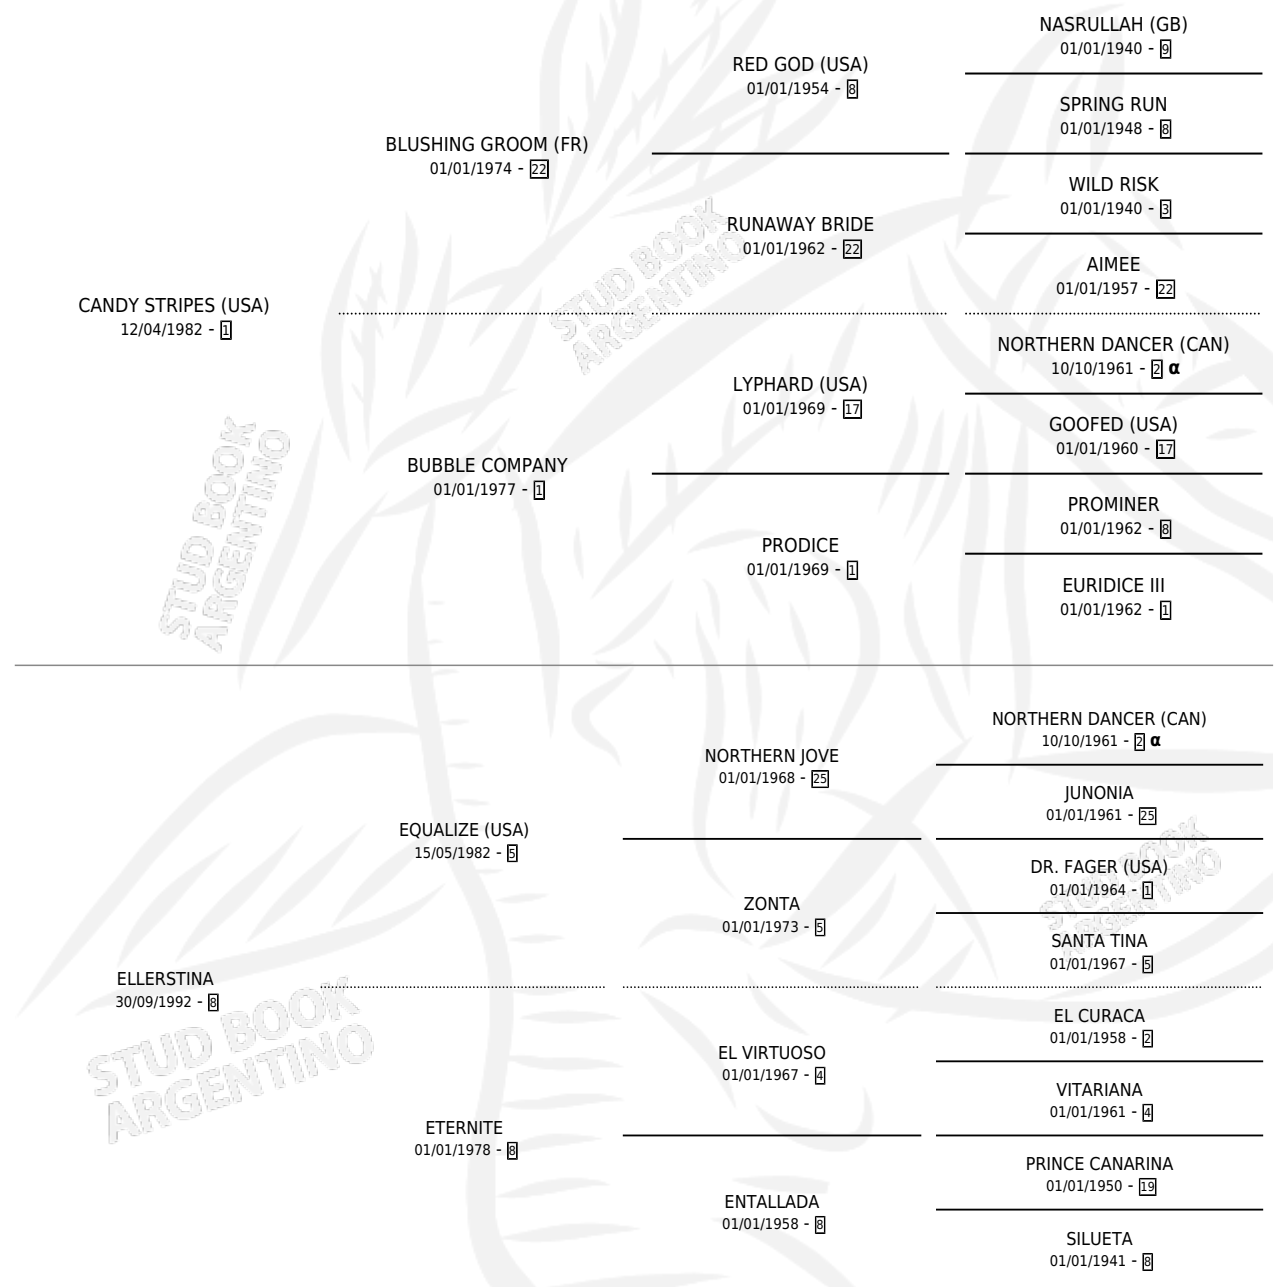 NASRULLAH (GB)
01/01/1940 - 9
RED GOD (USA)
01/01/1954 - 8
SPRING RUN
01/01/1948 - 8
BLUSHING GROOM (FR)
01/01/1974 - 22
WILD RISK
01/01/1940 - 3
RUNAWAY BRIDE
01/01/1962 - 22
AIMEE
01/01/1957 - 22
CANDY STRIPES (USA)
12/04/1982 - 1
NORTHERN DANCER (CAN)
10/10/1961 - 2 α
LYPHARD (USA)
01/01/1969 - 17
GOOFED (USA)
01/01/1960 - 17
BUBBLE COMPANY
01/01/1977 - 1
PROMINER
01/01/1962 - 8
PRODICE
01/01/1969 - 1
EURIDICE III
01/01/1962 - 1
NORTHERN DANCER (CAN)
10/10/1961 - 2 α
NORTHERN JOVE
01/01/1968 - 25
JUNONIA
01/01/1961 - 25
EQUALIZE (USA)
15/05/1982 - 5
DR. FAGER (USA)
01/01/1964 - 1
ZONTA
01/01/1973 - 5
SANTA TINA
01/01/1967 - 5
ELLERSTINA
30/09/1992 - 8
EL CURACA
01/01/1958 - 2
EL VIRTUOSO
01/01/1967 - 4
VITARIANA
01/01/1961 - 4
ETERNITE
01/01/1978 - 8
PRINCE CANARINA
01/01/1950 - 19
ENTALLADA
01/01/1958 - 8
SILUETA
01/01/1941 - 8
STUD BOOK
ARGENTINO
STUD BOOK
ARGENTINO
STUD BOOK
ARGENTINO
STUD BOOK
ARGENTINO